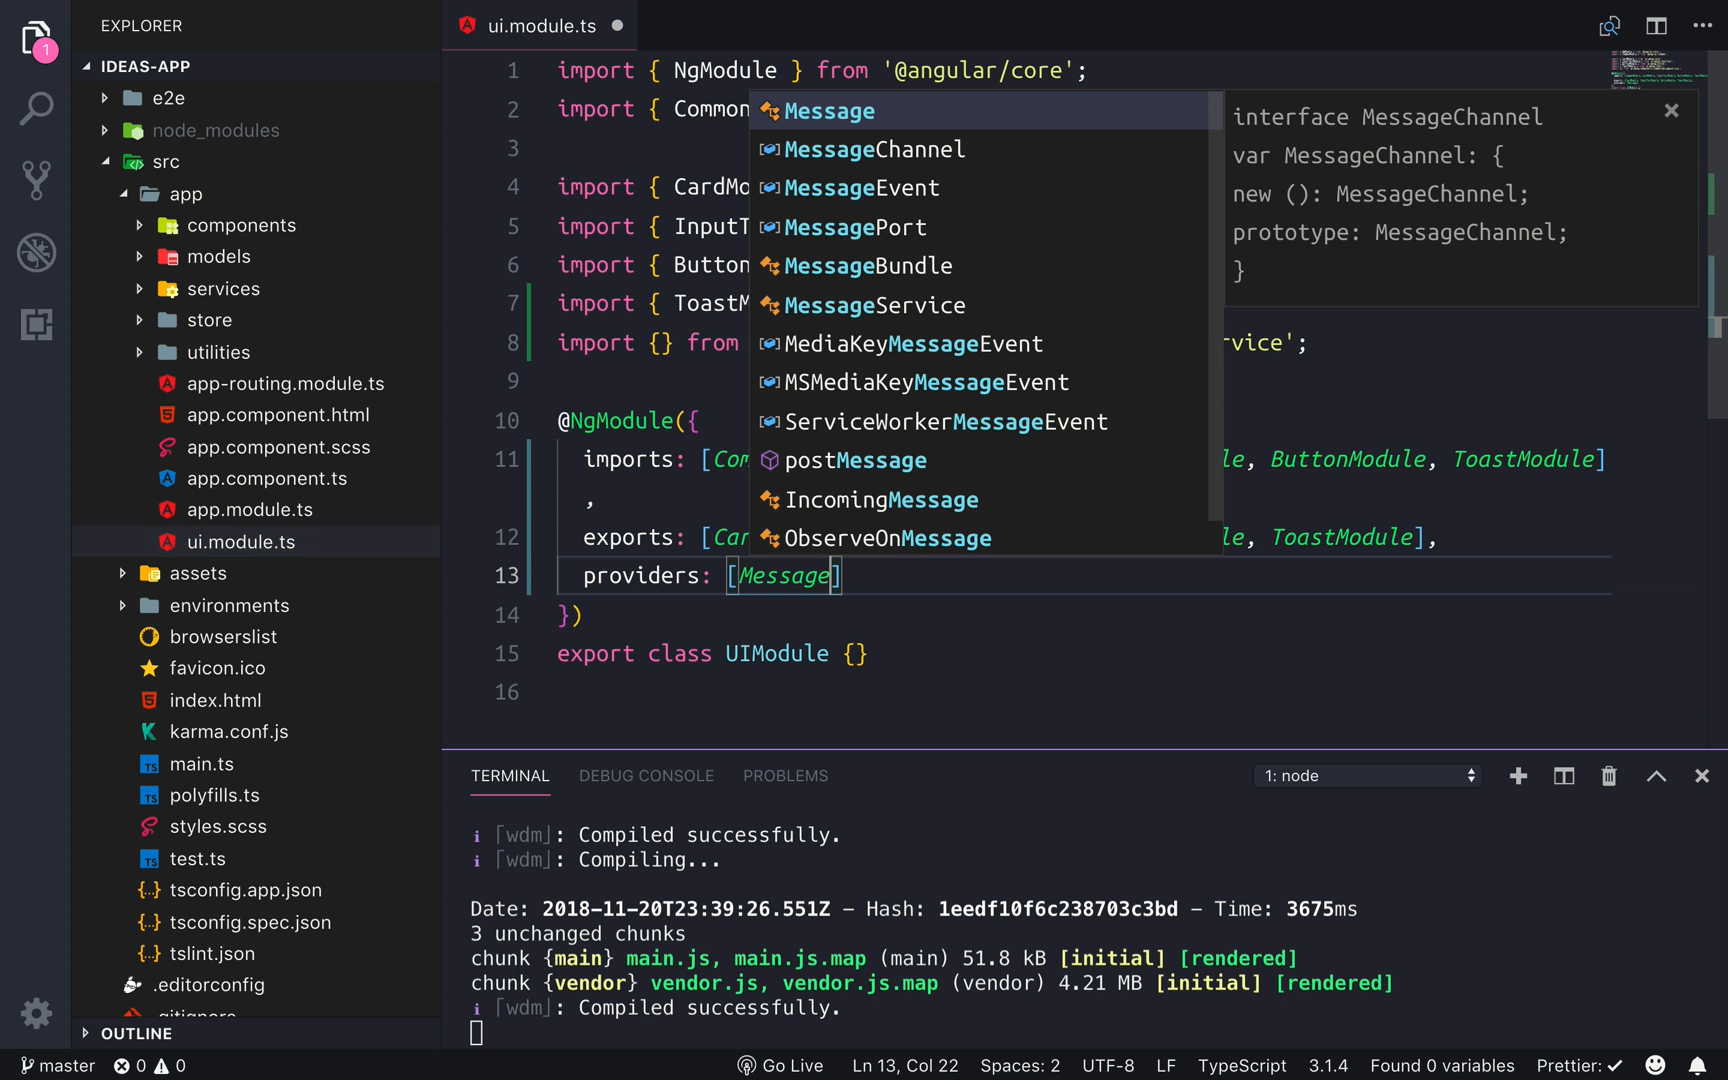 EXPLORER
1
IDEAS-APP
e2e
node_modules
src
app
components
models
services
store
utilities
app-routing.module.ts
app.component.html
app.component.scss
app.component.ts
app.module.ts
ui.module.ts
assets
environments
browserslist
favicon.ico
index.html
karma.conf.js
main.ts
polyfills.ts
styles.scss
test.ts
tsconfig.app.json
tsconfig.spec.json
tslint.json
.editorconfig
.gitignore
OUTLINE
ui.module.ts
1 import { NgModule } from '@angular/core';
2 import { Common
3
4 import { CardMo
5 import { InputT
6 import { Button
7 import { ToastM
8 import {} from rvice';
9
10 @NgModule({
11 imports: [Com le, ButtonModule, ToastModule]
,
12 exports: [Car le, ToastModule],
13 providers: [Message]
14 })
15 export class UIModule {}
16
Message
MessageChannel
MessageEvent
MessagePort
MessageBundle
MessageService
MediaKeyMessageEvent
MSMediaKeyMessageEvent
ServiceWorkerMessageEvent
postMessage
IncomingMessage
ObserveOnMessage
interface MessageChannel
var MessageChannel: {
new (): MessageChannel;
prototype: MessageChannel;
}
TERMINAL DEBUG CONSOLE PROBLEMS 1: node
i ｢wdm｣: Compiled successfully.
i ｢wdm｣: Compiling...
Date: 2018-11-20T23:39:26.551Z - Hash: 1eedf10f6c238703c3bd - Time: 3675ms
3 unchanged chunks
chunk {main} main.js, main.js.map (main) 51.8 kB [initial] [rendered]
chunk {vendor} vendor.js, vendor.js.map (vendor) 4.21 MB [initial] [rendered]
i ｢wdm｣: Compiled successfully.
master 0 0 Go Live Ln 13, Col 22 Spaces: 2 UTF-8 LF TypeScript 3.1.4 Found 0 variables Prettier: ✓